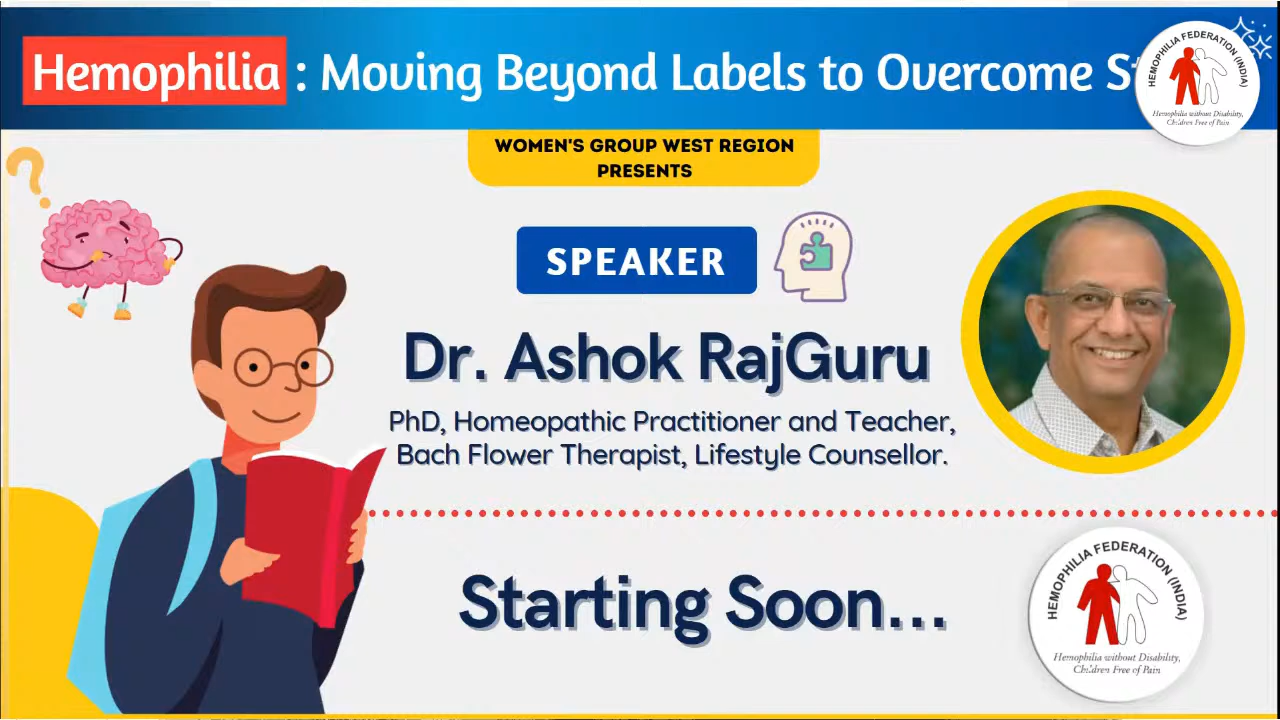 Hemophilia : Moving Beyond Labels to Overcome
HEMOPHILIA FEDERATION (INDIA)
Hemophilia without Disability,
Children Free of Pain
WOMEN'S GROUP WEST REGION
PRESENTS
SPEAKER
Dr. Ashok RajGuru
PhD, Homeopathic Practitioner and Teacher,
Bach Flower Therapist, Lifestyle Counsellor.
Starting Soon...
HEMOPHILIA FEDERATION (INDIA)
Hemophilia without Disability,
Children Free of Pain